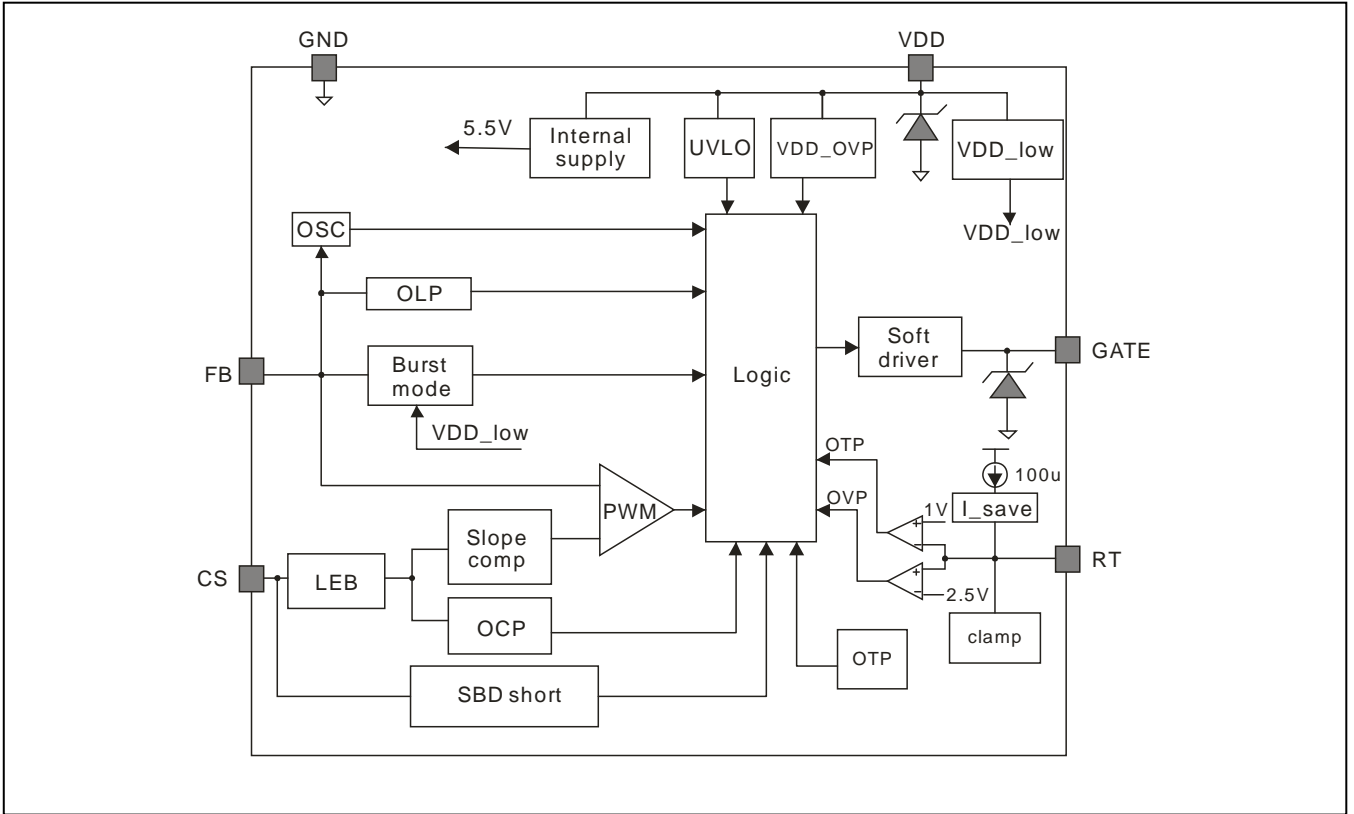 GND
VDD
5.5V
Internal
supply
UVLO
VDD_OVP
VDD_low
VDD_low
OSC
OLP
Burst
mode
VDD_low
FB
Logic
Soft
driver
GATE
OTP
OVP
100u
1V
I_save
+
-
+
-
2.5V
RT
PWM
Slope
comp
CS
LEB
OCP
clamp
OTP
SBD short